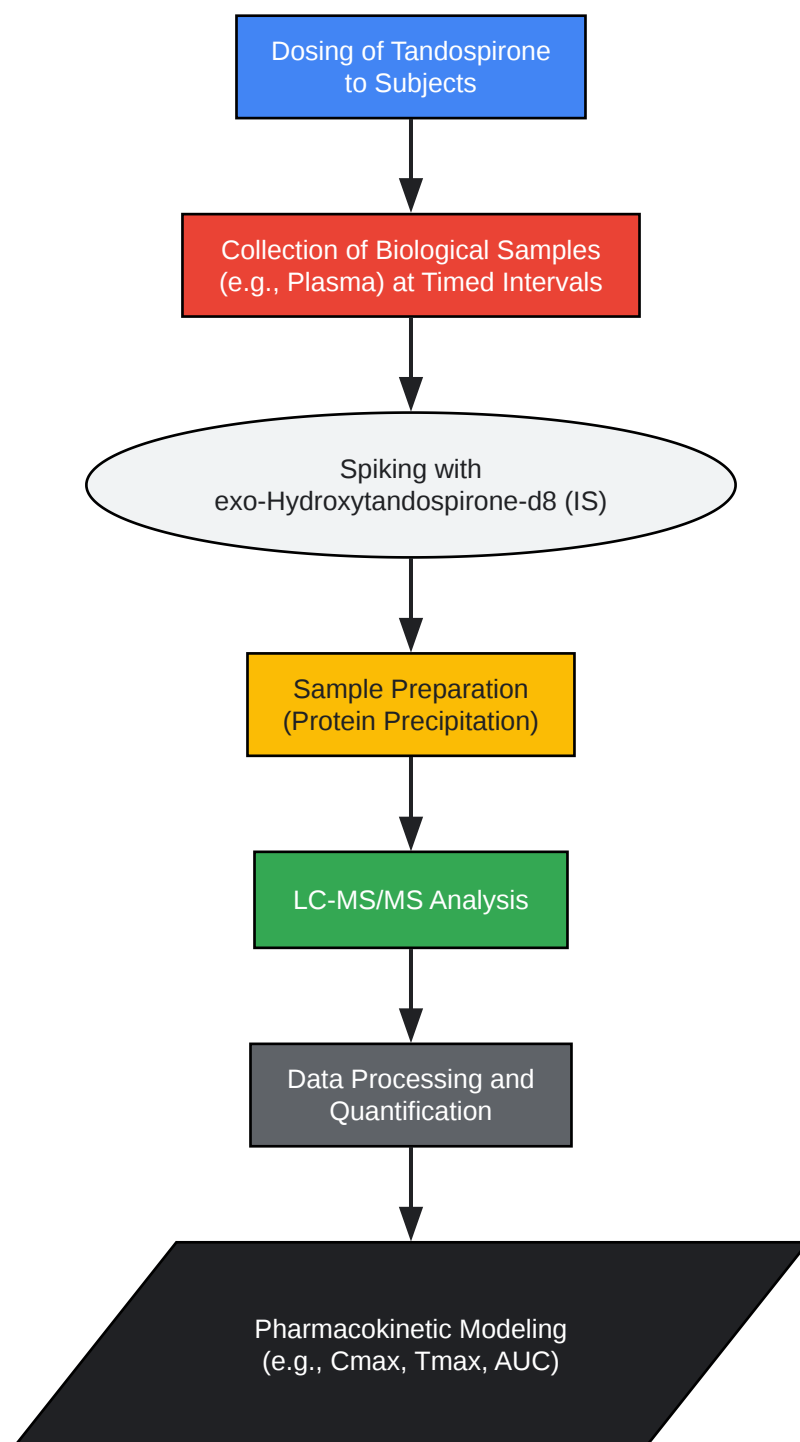 Dosing of Tandospirone
to Subjects
Collection of Biological Samples
(e.g., Plasma) at Timed Intervals
Spiking with
exo-Hydroxytandospirone-d8 (IS)
Sample Preparation
(Protein Precipitation)
LC-MS/MS Analysis
Data Processing and
Quantification
Pharmacokinetic Modeling
(e.g., Cmax, Tmax, AUC)